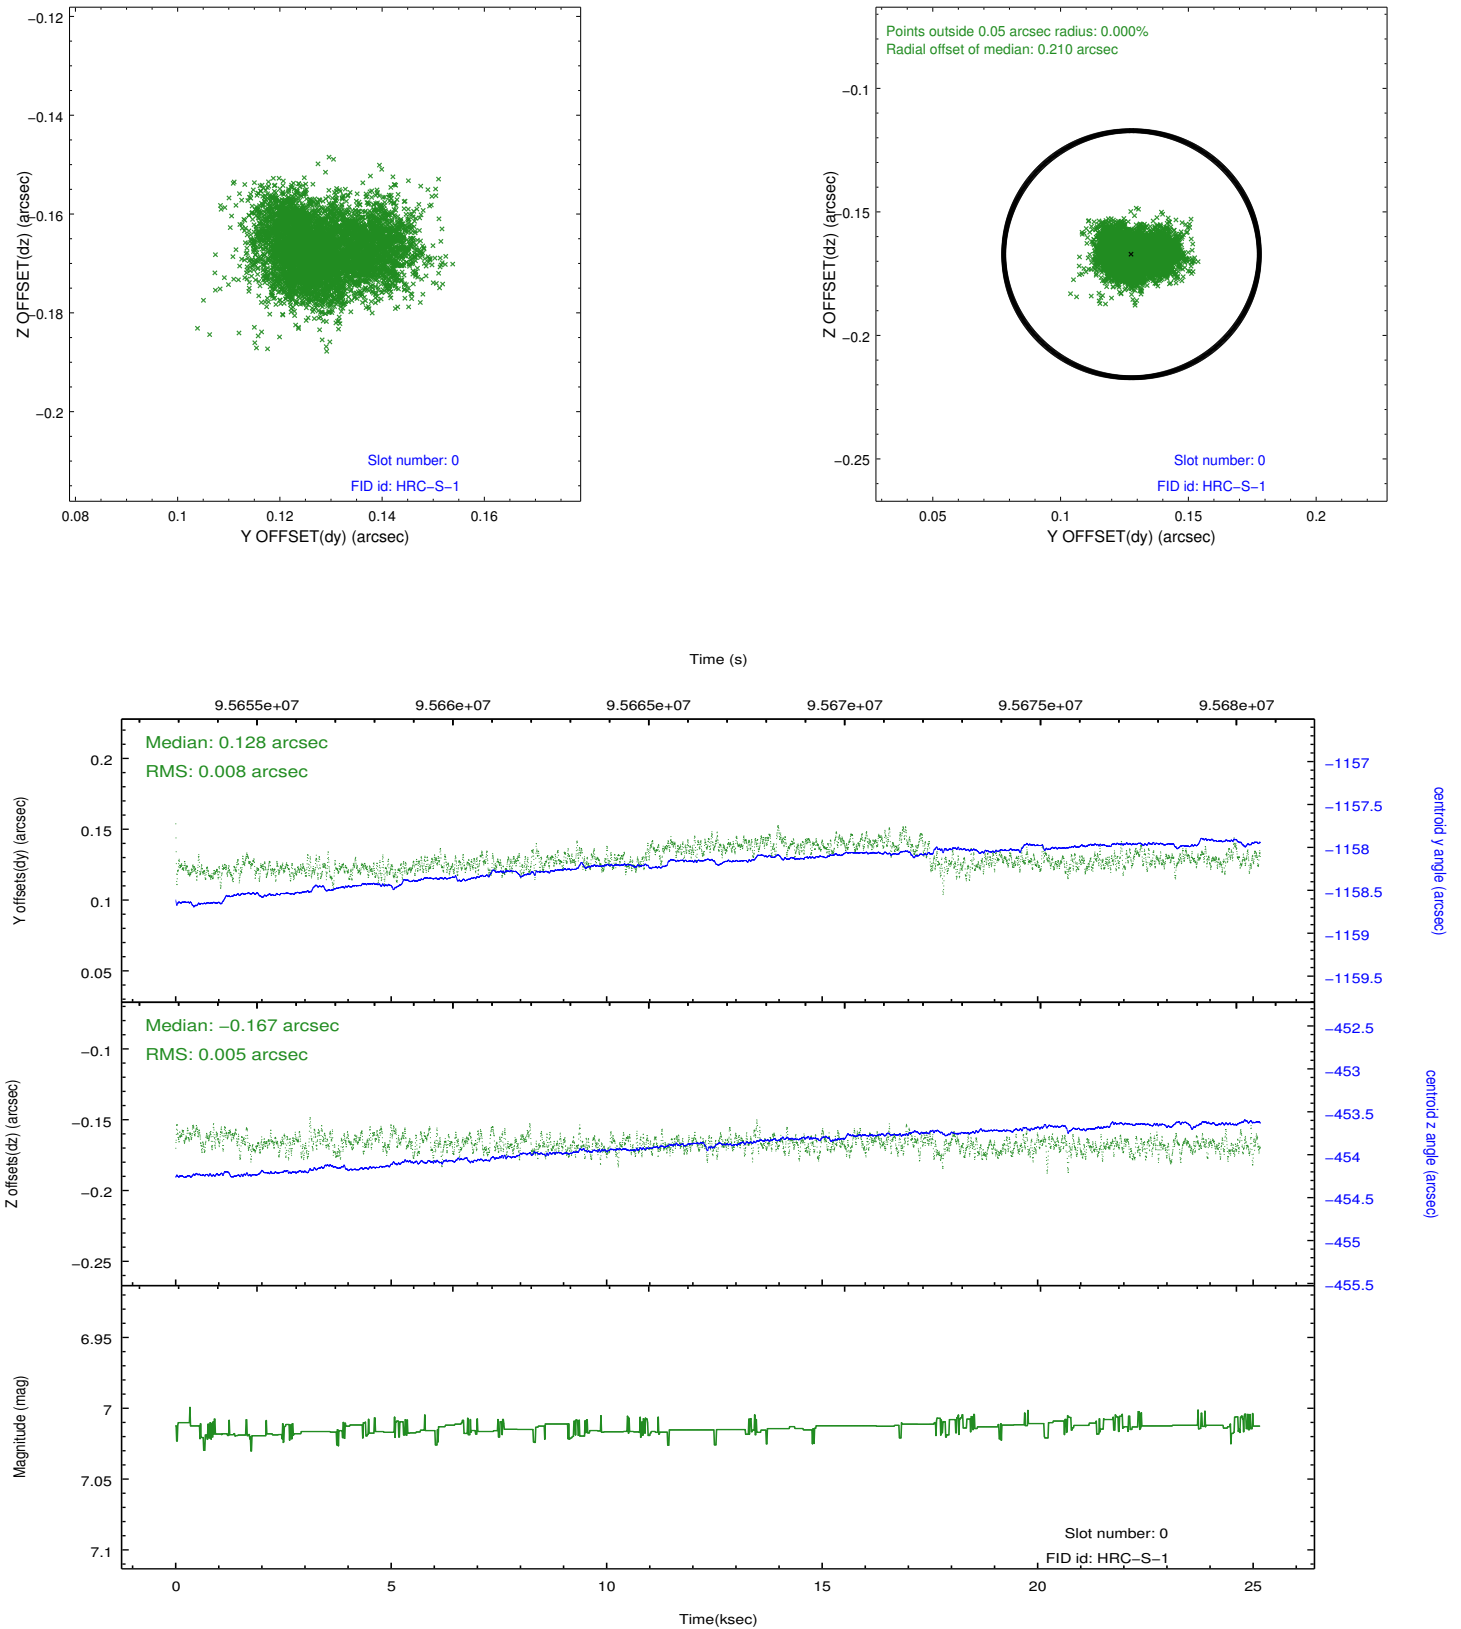 −0.12
−0.14
−0.16
−0.18
−0.2
Z OFFSET(dz) (arcsec)
Slot number: 0
FID id: HRC−S−1
0.08
0.1
0.12
0.14
0.16
Y OFFSET(dy) (arcsec)
Points outside 0.05 arcsec radius: 0.000%
Radial offset of median: 0.210 arcsec
−0.1
−0.15
−0.2
−0.25
Z OFFSET(dz) (arcsec)
Slot number: 0
FID id: HRC−S−1
0.05
0.1
0.15
0.2
Y OFFSET(dy) (arcsec)
Time (s)
9.5655e+07
9.566e+07
9.5665e+07
9.567e+07
9.5675e+07
9.568e+07
Median: 0.128 arcsec
RMS: 0.008 arcsec
0.2
0.15
0.1
0.05
Y offsets(dy) (arcsec)
−1157
−1157.5
−1158
−1158.5
−1159
−1159.5
centroid y angle (arcsec)
Median: −0.167 arcsec
RMS: 0.005 arcsec
−0.1
−0.15
−0.2
−0.25
Z offsets(dz) (arcsec)
−452.5
−453
−453.5
−454
−454.5
−455
−455.5
centroid z angle (arcsec)
6.95
7
7.05
7.1
Magnitude (mag)
Slot number: 0
FID id: HRC−S−1
0
5
10
15
20
25
Time(ksec)